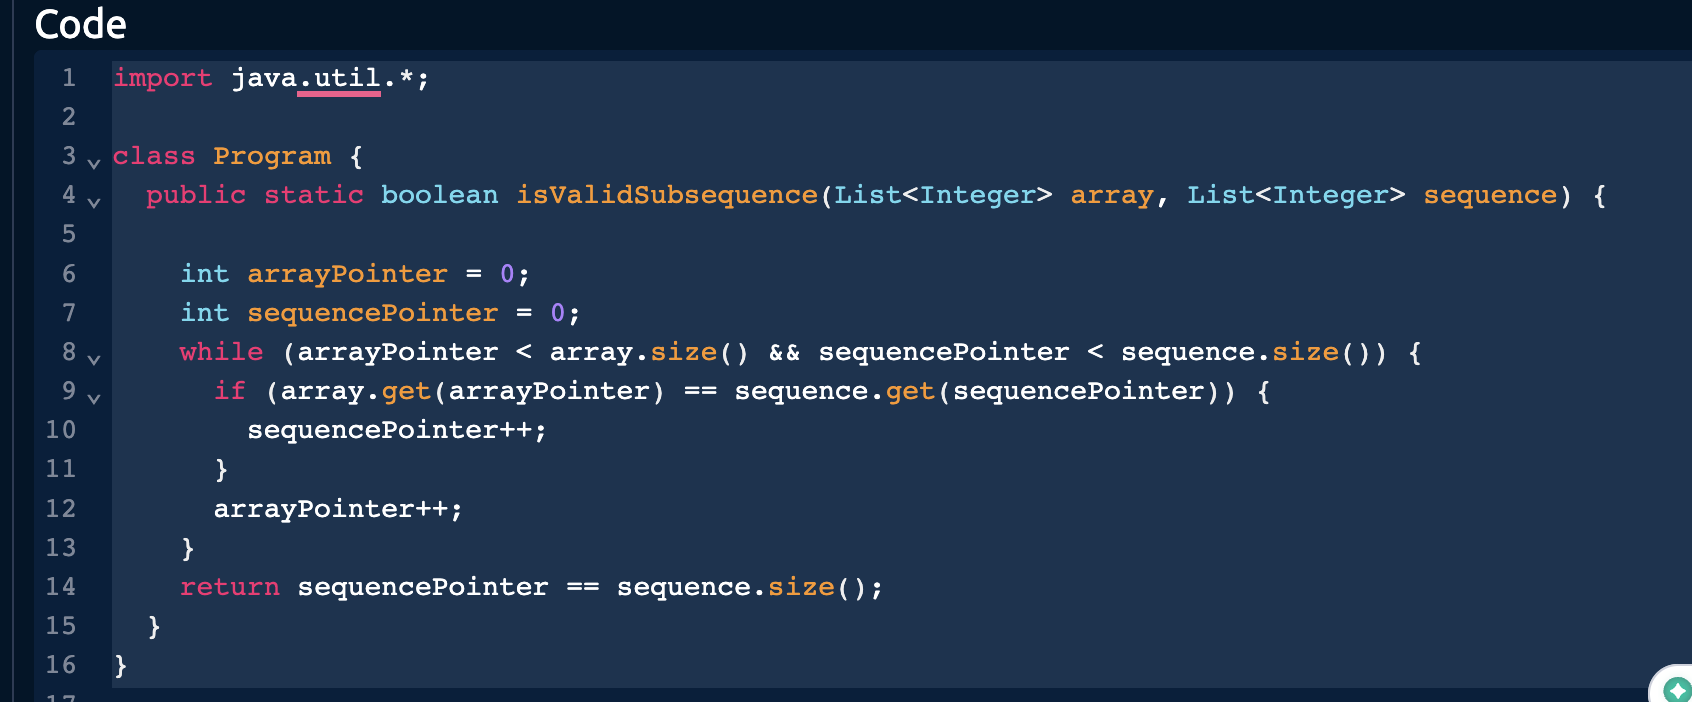 Code
1 import java.util.*;
2
3 class Program {
4   public static boolean isValidSubsequence(List<Integer> array, List<Integer> sequence) {
5
6     int arrayPointer = 0;
7     int sequencePointer = 0;
8     while (arrayPointer < array.size() && sequencePointer < sequence.size()) {
9       if (array.get(arrayPointer) == sequence.get(sequencePointer)) {
10         sequencePointer++;
11       }
12       arrayPointer++;
13     }
14     return sequencePointer == sequence.size();
15   }
16 }
17